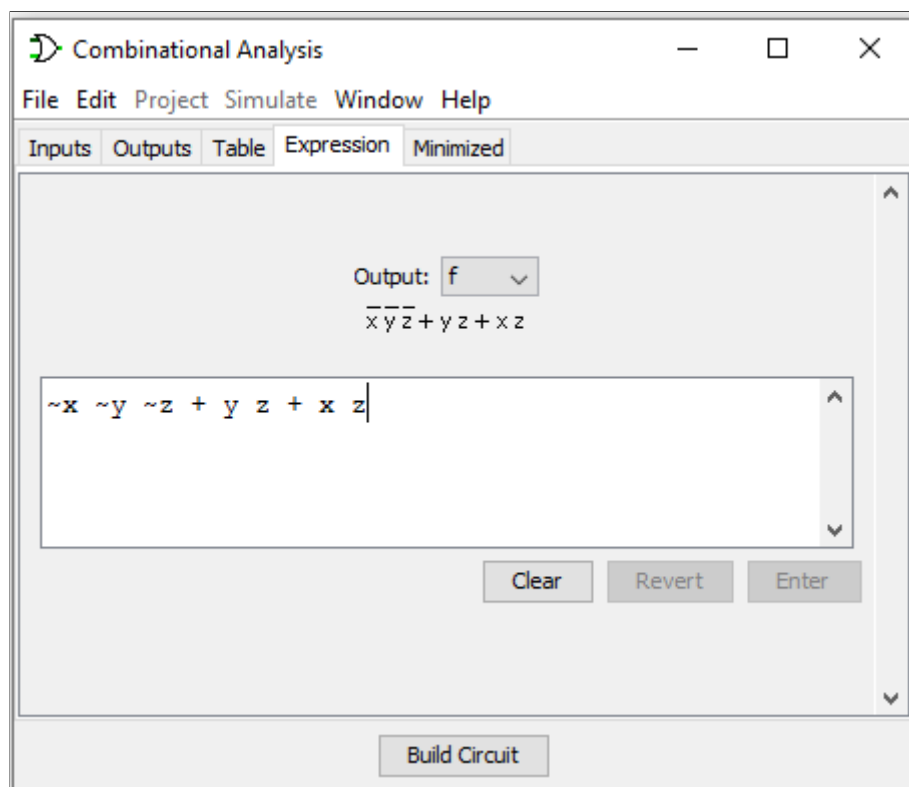 Combinational Analysis
File Edit Project Simulate Window Help
Inputs Outputs Table Expression Minimized
Output: f
x̅ y̅ z̅ + y z + x z
~x ~y ~z + y z + x z
Clear Revert Enter
Build Circuit